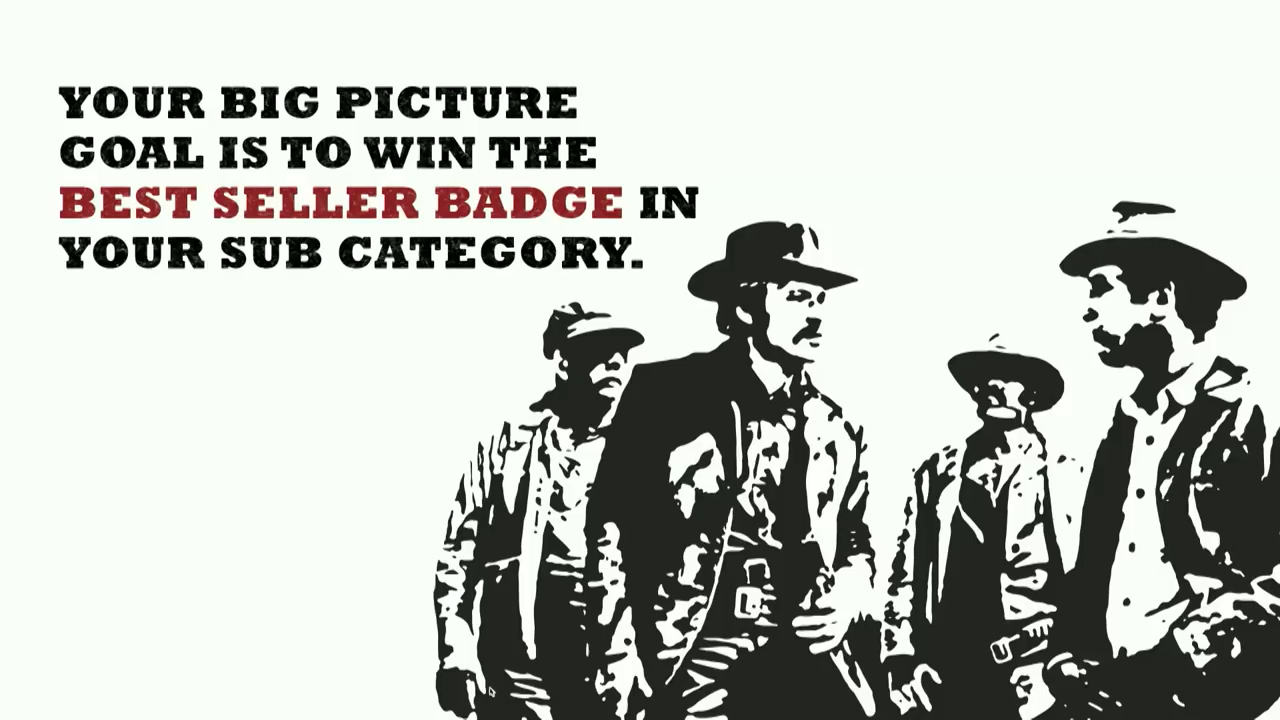 YOUR BIG PICTURE
GOAL IS TO WIN THE
BEST SELLER BADGE IN
YOUR SUB CATEGORY.